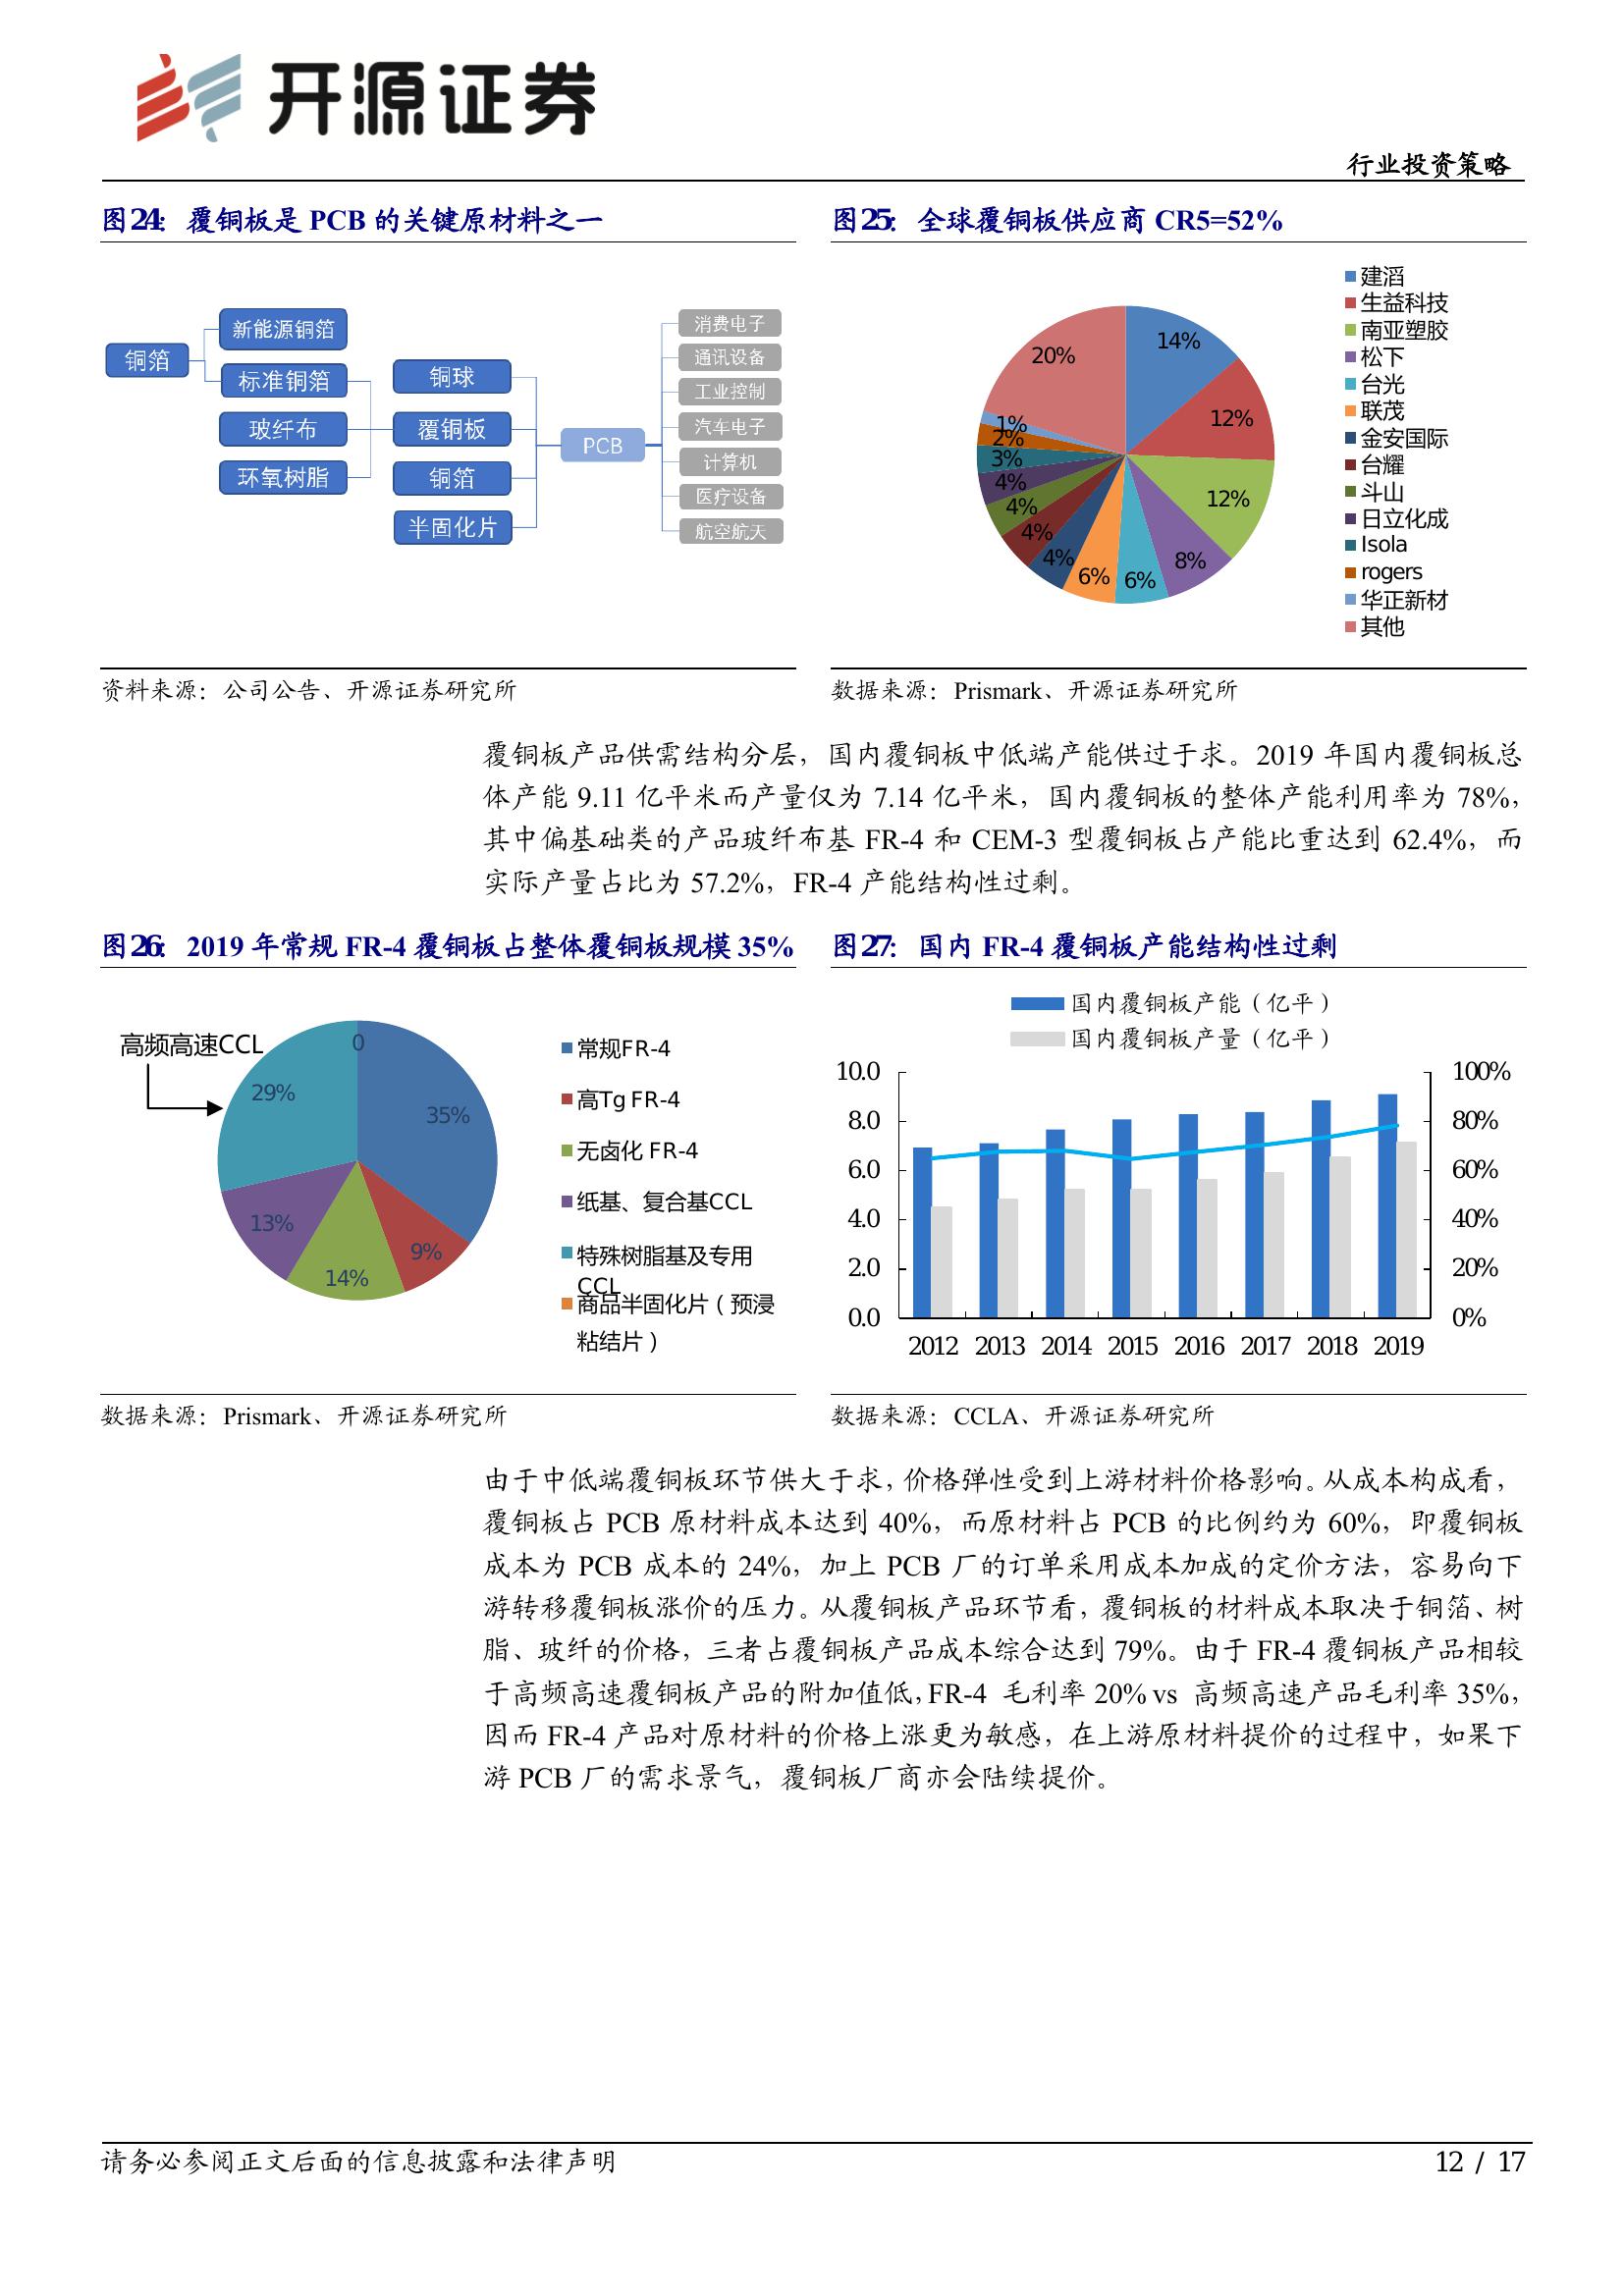 开源证券
行业投资策略
图24： 覆铜板是 PCB 的关键原材料之一
铜箔
新能源铜箔
标准铜箔
玻纤布
环氧树脂
铜球
覆铜板
铜箔
半固化片
PCB
消费电子
通讯设备
工业控制
汽车电子
计算机
医疗设备
航空航天
资料来源：公司公告、开源证券研究所
图25： 全球覆铜板供应商 CR5=52%
14%
12%
12%
8%
6%
6%
4%
4%
4%
4%
3%
2%
1%
20%
建滔
生益科技
南亚塑胶
松下
台光
联茂
金安国际
台耀
斗山
日立化成
Isola
rogers
华正新材
其他
数据来源：Prismark、开源证券研究所
覆铜板产品供需结构分层，国内覆铜板中低端产能供过于求。2019 年国内覆铜板总
体产能 9.11 亿平米而产量仅为 7.14 亿平米，国内覆铜板的整体产能利用率为 78%，
其中偏基础类的产品玻纤布基 FR-4 和 CEM-3 型覆铜板占产能比重达到 62.4%，而
实际产量占比为 57.2%，FR-4 产能结构性过剩。
图26： 2019 年常规 FR-4 覆铜板占整体覆铜板规模 35%
高频高速CCL
0
35%
9%
14%
13%
29%
常规FR-4
高Tg FR-4
无卤化 FR-4
纸基、复合基CCL
特殊树脂基及专用
CCL
商品半固化片（预浸
粘结片）
数据来源：Prismark、开源证券研究所
图27： 国内 FR-4 覆铜板产能结构性过剩
国内覆铜板产能（亿平）
国内覆铜板产量（亿平）
10.0
8.0
6.0
4.0
2.0
0.0
100%
80%
60%
40%
20%
0%
2012 2013 2014 2015 2016 2017 2018 2019
数据来源：CCLA、开源证券研究所
由于中低端覆铜板环节供大于求，价格弹性受到上游材料价格影响。从成本构成看，
覆铜板占 PCB 原材料成本达到 40%，而原材料占 PCB 的比例约为 60%，即覆铜板
成本为 PCB 成本的 24%，加上 PCB 厂的订单采用成本加成的定价方法，容易向下
游转移覆铜板涨价的压力。从覆铜板产品环节看，覆铜板的材料成本取决于铜箔、树
脂、玻纤的价格，三者占覆铜板产品成本综合达到 79%。由于 FR-4 覆铜板产品相较
于高频高速覆铜板产品的附加值低，FR-4 毛利率 20% vs 高频高速产品毛利率 35%，
因而 FR-4 产品对原材料的价格上涨更为敏感，在上游原材料提价的过程中，如果下
游 PCB 厂的需求景气，覆铜板厂商亦会陆续提价。
请务必参阅正文后面的信息披露和法律声明
12 / 17